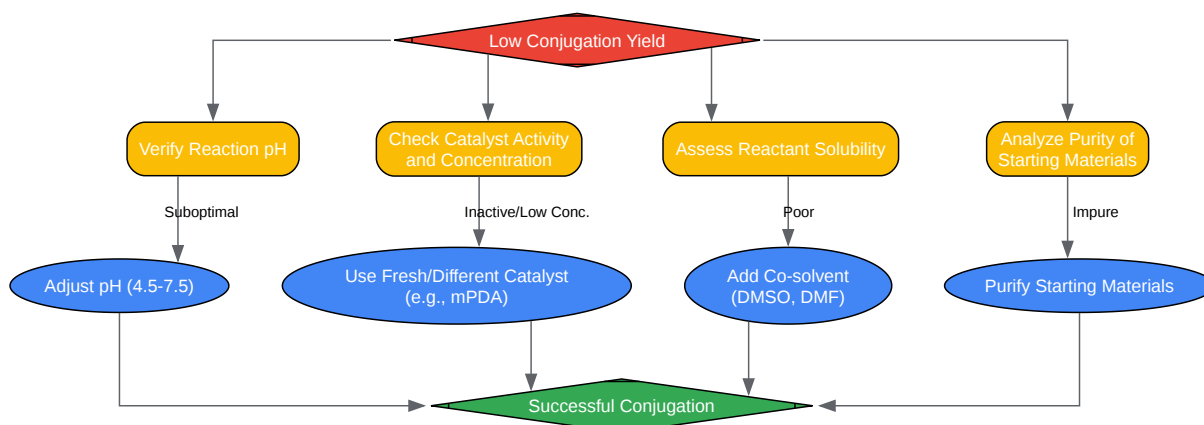 Low Conjugation Yield
Verify Reaction pH
Check Catalyst Activity
and Concentration
Assess Reactant Solubility
Analyze Purity of
Starting Materials
Suboptimal
Inactive/Low Conc.
Poor
Impure
Adjust pH (4.5-7.5)
Use Fresh/Different Catalyst
(e.g., mPDA)
Add Co-solvent
(DMSO, DMF)
Purify Starting Materials
Successful Conjugation